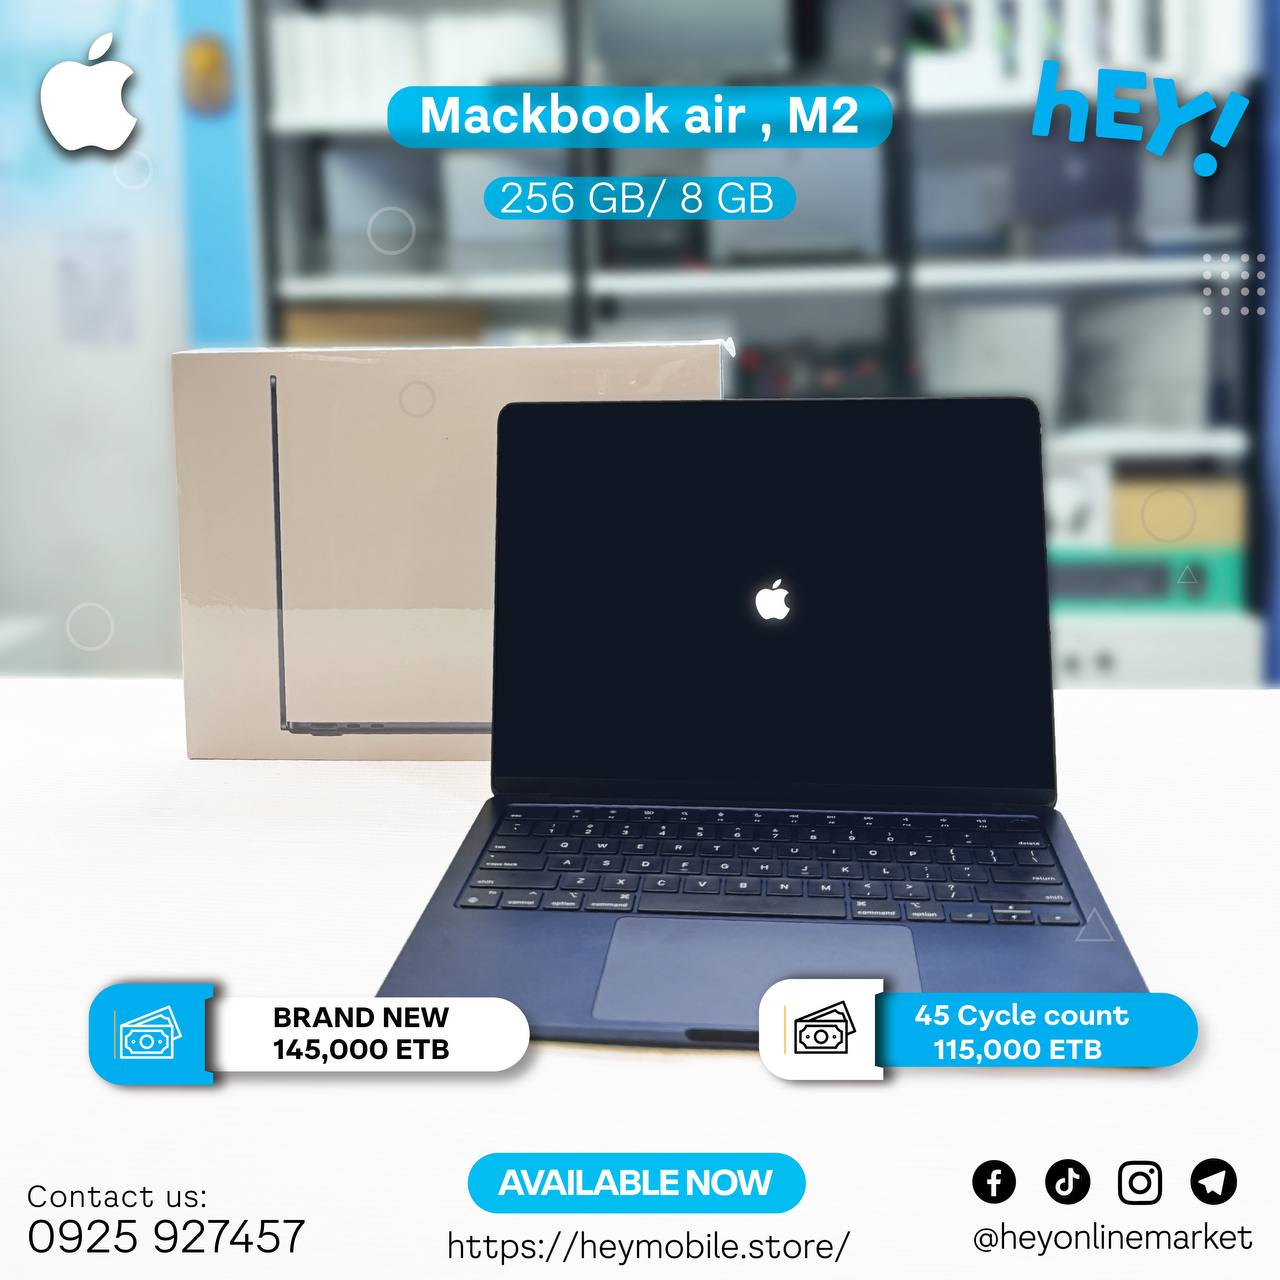 hEY!
Mackbook air , M2
256 GB/ 8 GB
BRAND NEW
145,000 ETB
45 Cycle count
115,000 ETB
AVAILABLE NOW
Contact us:
0925 927457
https://heymobile.store/
@heyonlinemarket